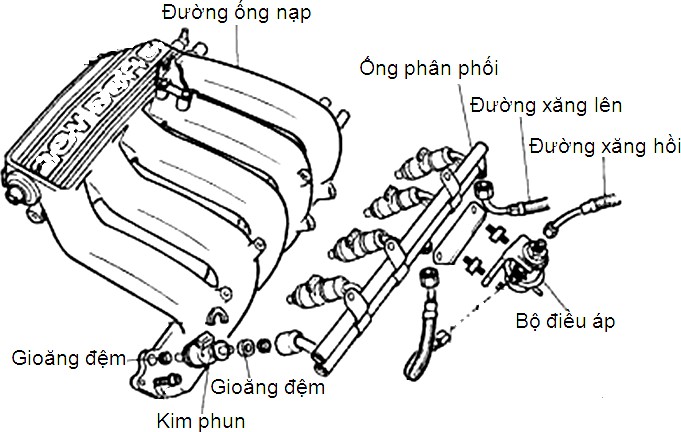 Đường ống nạp
Ống phân phối
Đường xăng lên
Đường xăng hồi
Bộ điều áp
Gioăng đệm
Gioăng đệm
Kim phun